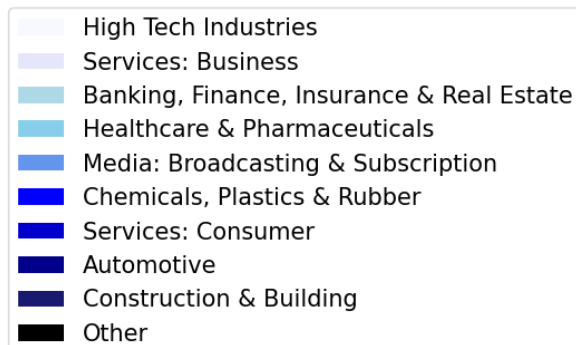 High Tech Industries
Services: Business
Banking, Finance, Insurance & Real Estate
Healthcare & Pharmaceuticals
Media: Broadcasting & Subscription
Chemicals, Plastics & Rubber
Services: Consumer
Automotive
Construction & Building
Other